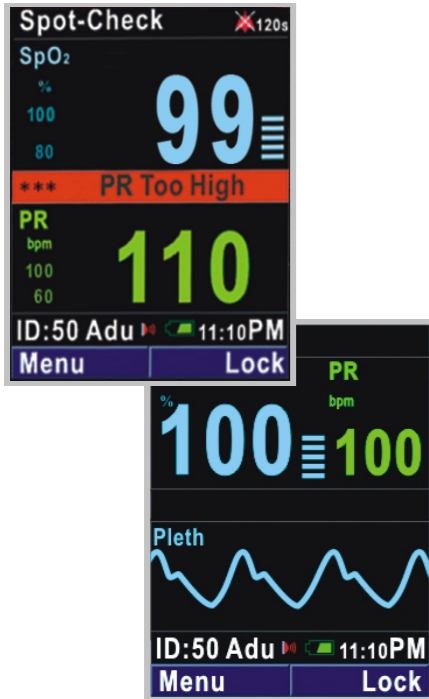 Spot-Check 120s
SpO₂
%
100
80
99
*** PR Too High
PR
bpm
100
60
110
ID:50 Adu 11:10PM
Menu Lock
PR
% bpm
100 100
Pleth
ID:50 Adu 11:10PM
Menu Lock